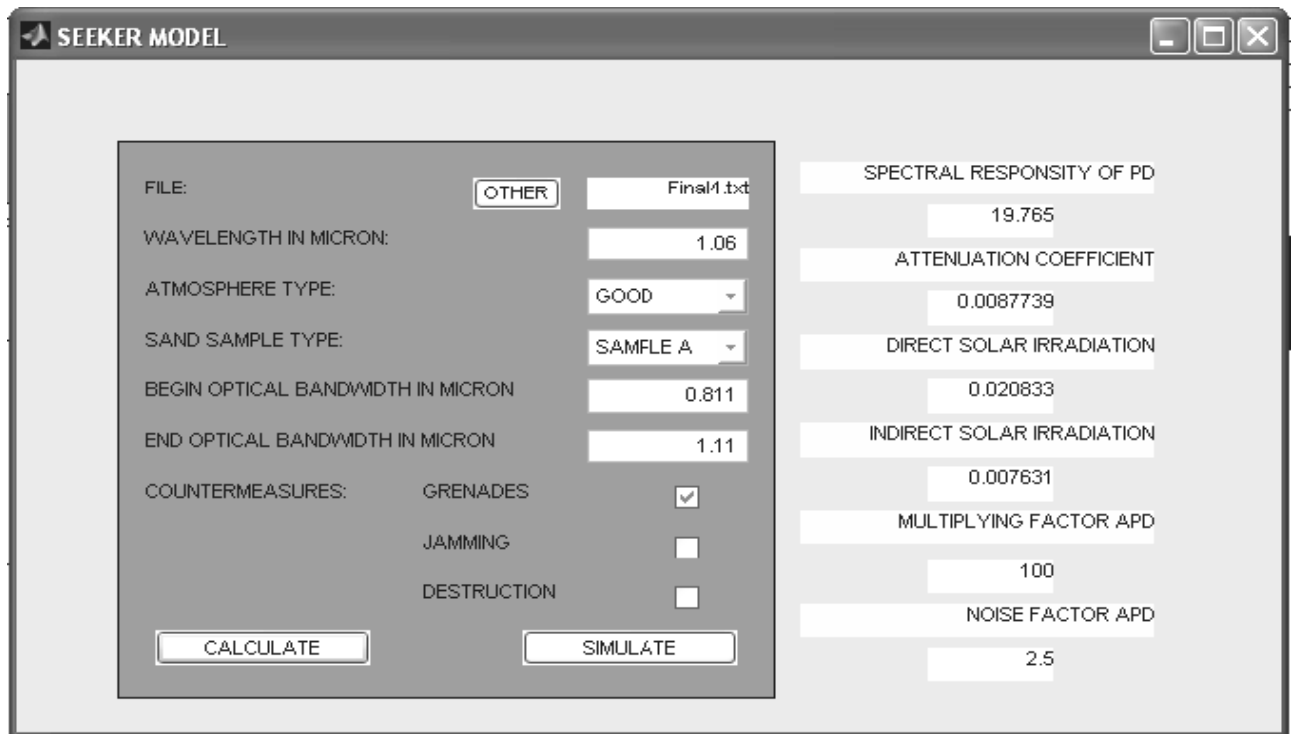 SEEKER MODEL
FILE:
OTHER
Final4.txt
WAVELENGTH IN MICRON:
1.06
ATMOSPHERE TYPE:
GOOD
SAND SAMPLE TYPE:
SAMPLE A
BEGIN OPTICAL BANDWIDTH IN MICRON
0.811
END OPTICAL BANDWIDTH IN MICRON
1.11
COUNTERMEASURES:
GRENADES
JAMMING
DESTRUCTION
CALCULATE
SIMULATE
SPECTRAL RESPONSITY OF PD
19.765
ATTENUATION COEFFICIENT
0.0087739
DIRECT SOLAR IRRADIATION
0.020833
INDIRECT SOLAR IRRADIATION
0.007631
MULTIPLYING FACTOR APD
100
NOISE FACTOR APD
2.5